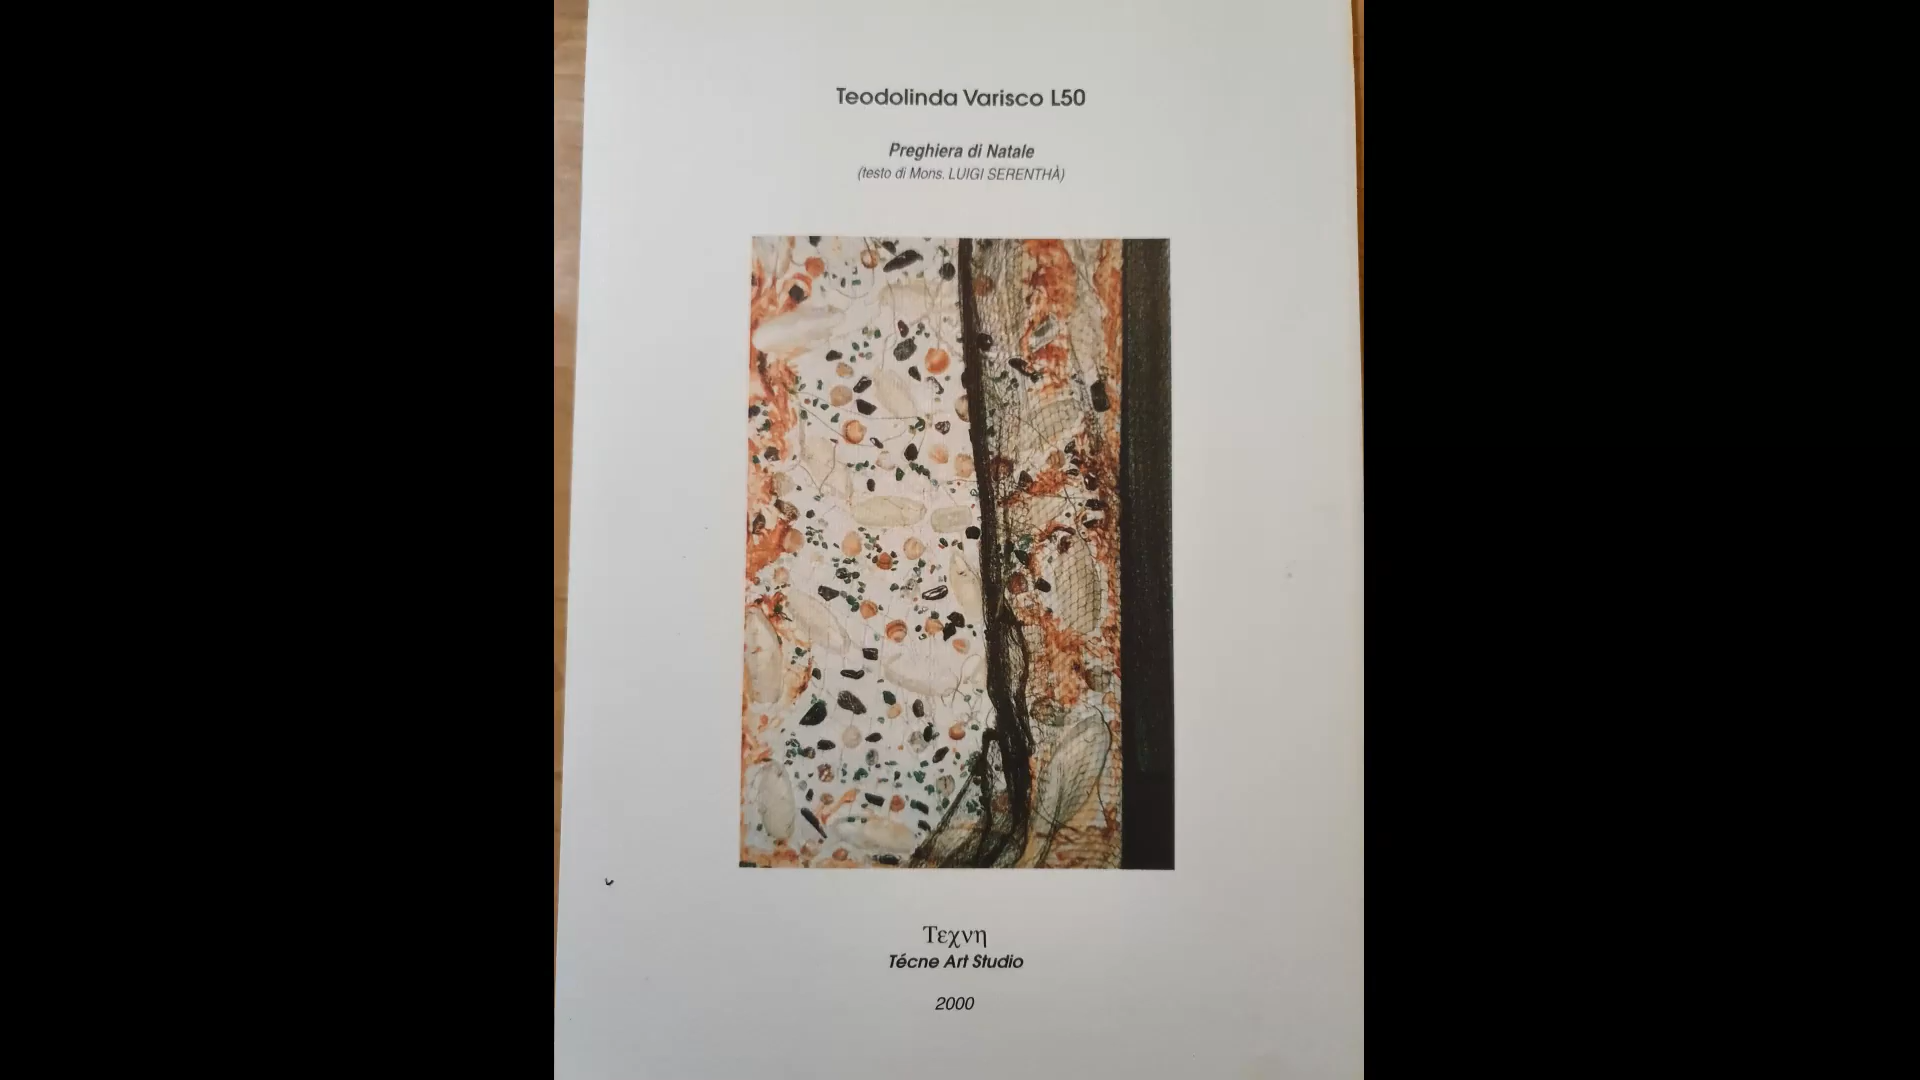 Teodolinda Varisco L50
Preghiera di Natale
(testo di Mons. LUIGI SERENTHÀ)
Τεχνη
Técne Art Studio
2000